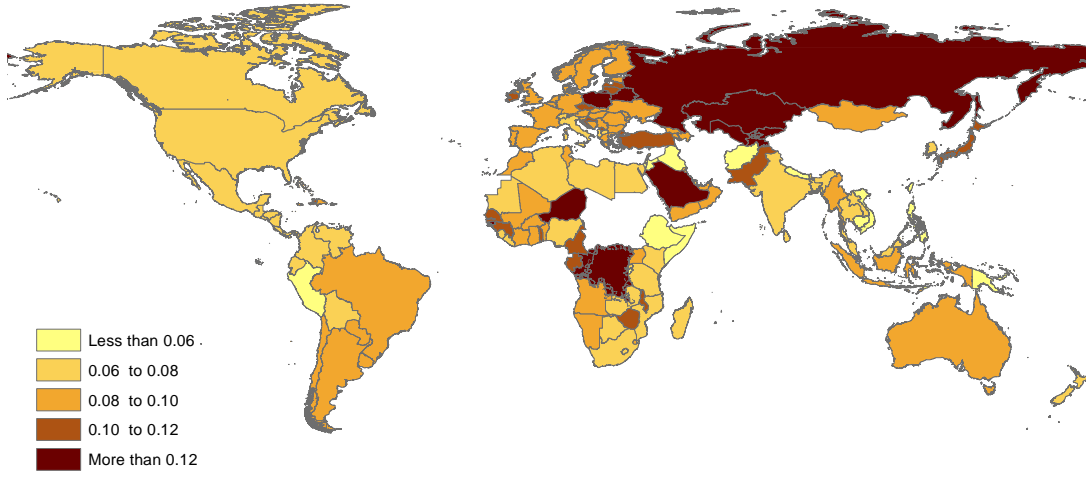 Less than 0.06
0.06 to 0.08
0.08 to 0.10
0.10 to 0.12
More than 0.12